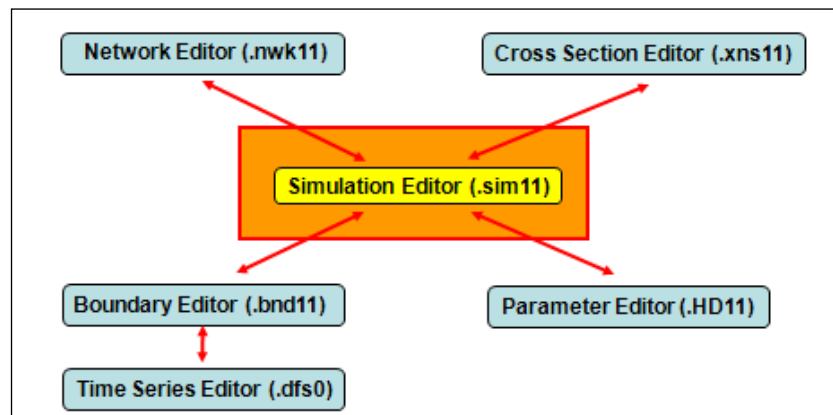 Network Editor (.nwk11)
Cross Section Editor (.xns11)
Simulation Editor (.sim11)
Boundary Editor (.bnd11)
Parameter Editor (.HD11)
Time Series Editor (.dfs0)